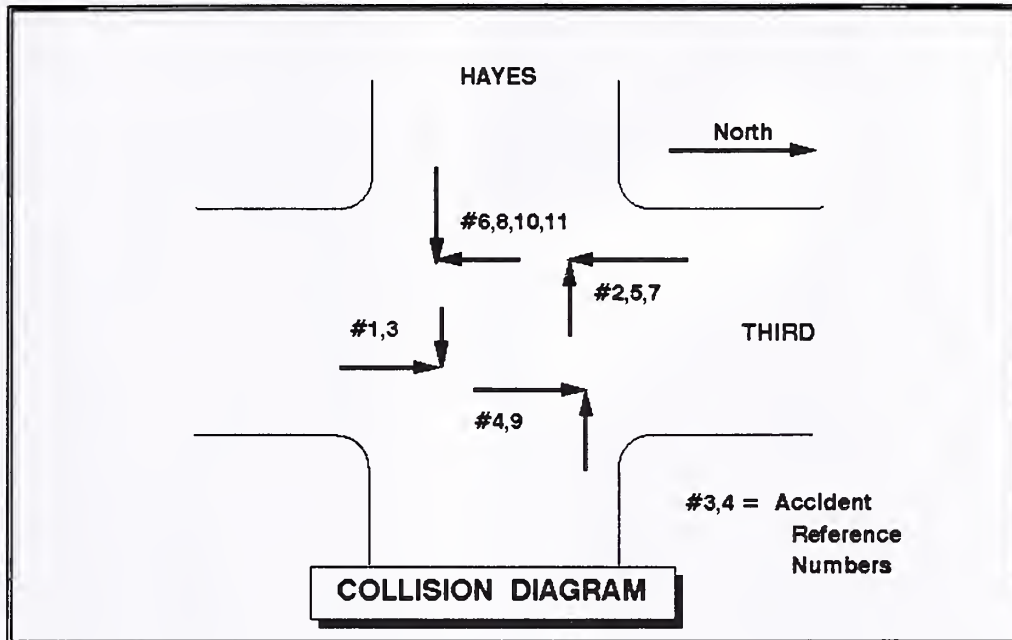 HAYES
North
#6,8,10,11
#2,5,7
#1,3
THIRD
#4,9
#3,4 = Accident
Reference
Numbers
COLLISION DIAGRAM